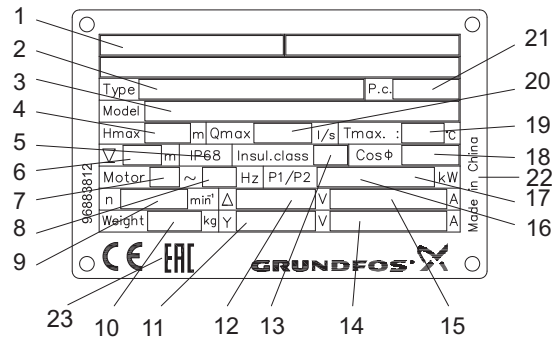 1
2
3
4
5
6
7
8
9
23
10
11
12
13
14
15
16
17
22
18
19
20
21
Type P.c.
Model
Hmax m Qmax l/s Tmax. : °C
m IP68 Insul.class CosΦ
Motor ~ Hz P1/P2 kW
n min⁻¹ △ V A
Weight kg Y V A
96883812
Made in China
CE EAC GRUNDFOS